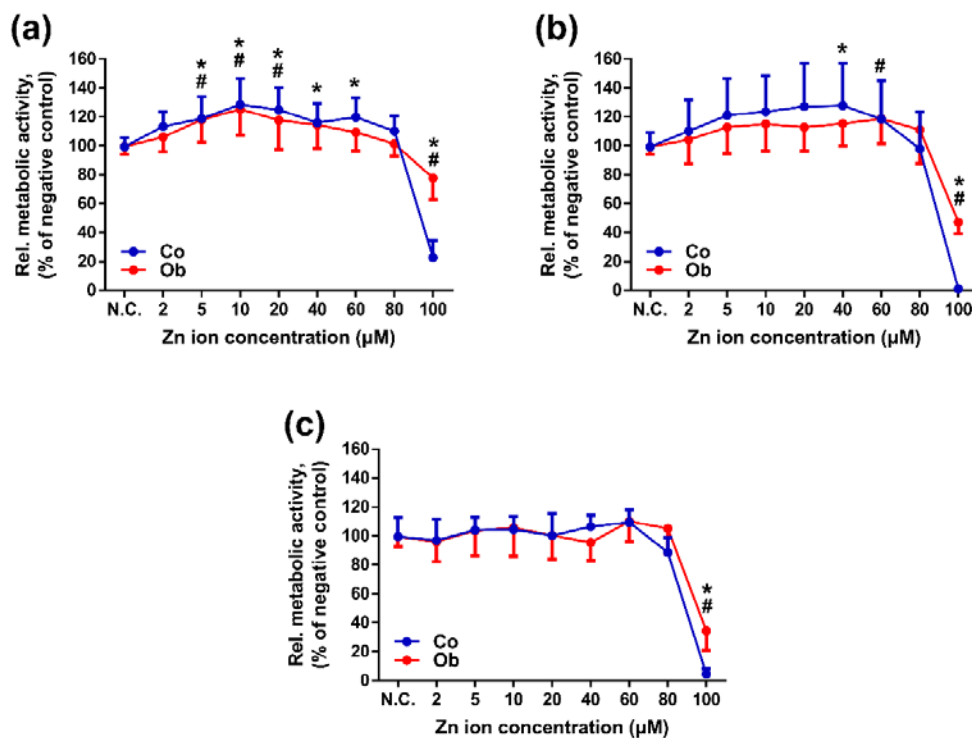 (a)
Rel. metabolic activity,
(% of negative control)
160
140
120
100
80
60
40
20
0
* * *
# # # * *
*
#
Co
Ob
N.C. 2 5 10 20 40 60 80 100
Zn ion concentration (µM)
(b)
Rel. metabolic activity,
(% of negative control)
160
140
120
100
80
60
40
20
0
* #
*
#
Co
Ob
N.C. 2 5 10 20 40 60 80 100
Zn ion concentration (µM)
(c)
Rel. metabolic activity,
(% of negative control)
160
140
120
100
80
60
40
20
0
*
#
Co
Ob
N.C. 2 5 10 20 40 60 80 100
Zn ion concentration (µM)